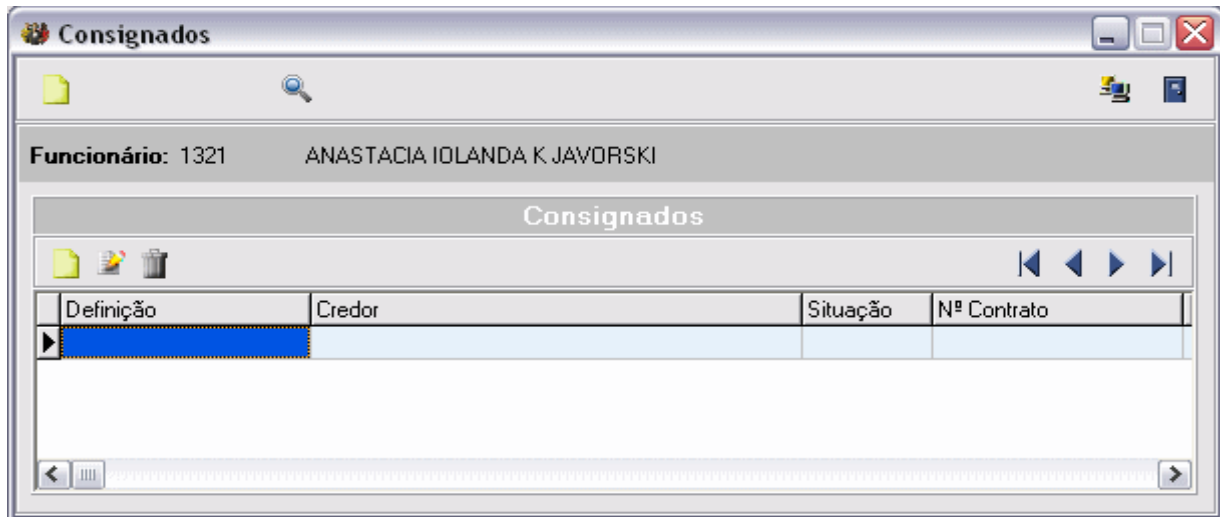 Consignados
Funcionário: 1321 ANASTACIA IOLANDA K JAVORSKI
Consignados
Definição Credor Situação Nº Contrato